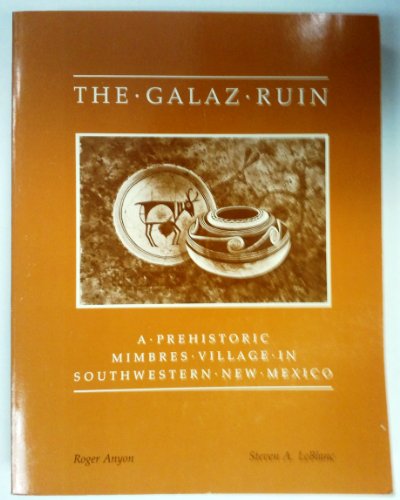 THE·GALAZ·RUIN
A·PREHISTORIC
MIMBRES·VILLAGE·IN
SOUTHWESTERN·NEW·MEXICO
Roger Anyon Steven A. LeBlanc